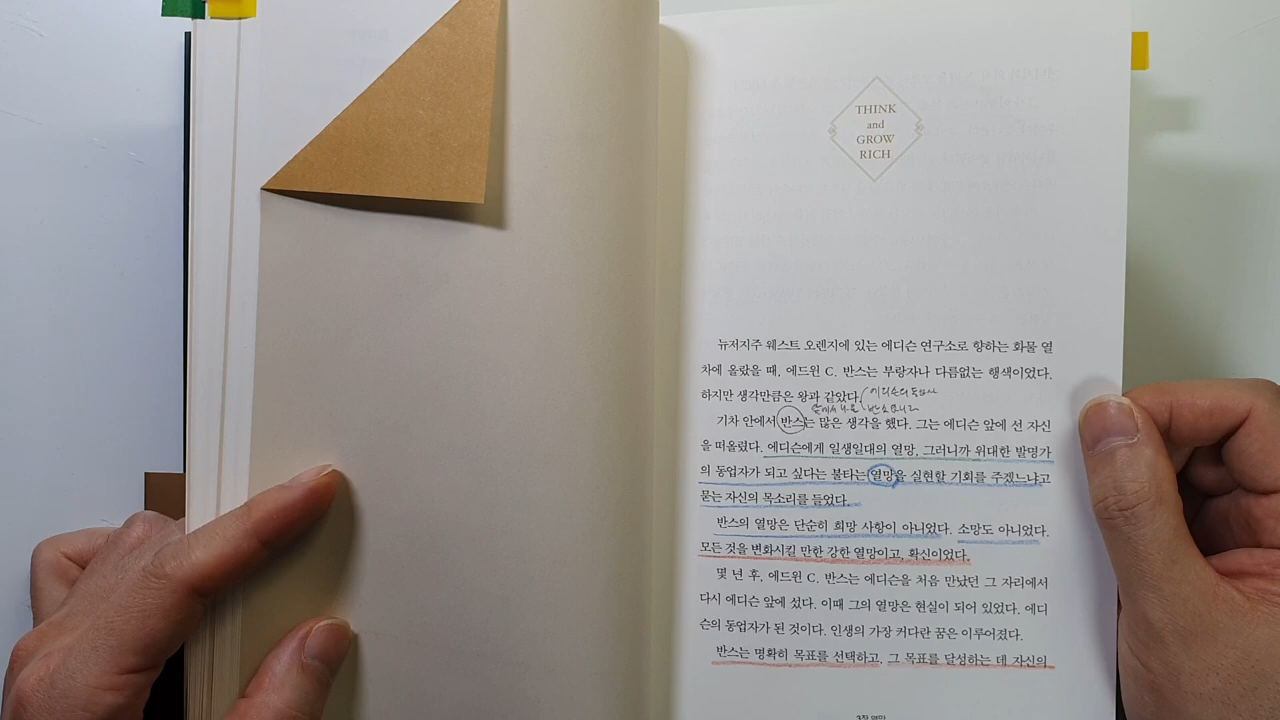 THINK
and
GROW
RICH
뉴저지주 웨스트 오렌지에 있는 에디슨 연구소로 향하는 화물 열
차에 올랐을 때, 에드윈 C. 반스는 부랑자나 다름없는 행색이었다.
하지만 생각만큼은 왕과 같았다.
기차 안에서 반스는 많은 생각을 했다. 그는 에디슨 앞에 선 자신
을 떠올렸다. 에디슨에게 일생일대의 열망, 그러니까 위대한 발명가
의 동업자가 되고 싶다는 불타는 열망을 실현할 기회를 주겠느냐고
묻는 자신의 목소리를 들었다.
반스의 열망은 단순히 희망 사항이 아니었다. 소망도 아니었다.
모든 것을 변화시킬 만한 강한 열망이고, 확신이었다.
몇 년 후, 에드윈 C. 반스는 에디슨을 처음 만났던 그 자리에서
다시 에디슨 앞에 섰다. 이때 그의 열망은 현실이 되어 있었다. 에디
슨의 동업자가 된 것이다. 인생의 가장 커다란 꿈은 이루어졌다.
반스는 명확히 목표를 선택하고, 그 목표를 달성하는 데 자신의
3장 열망